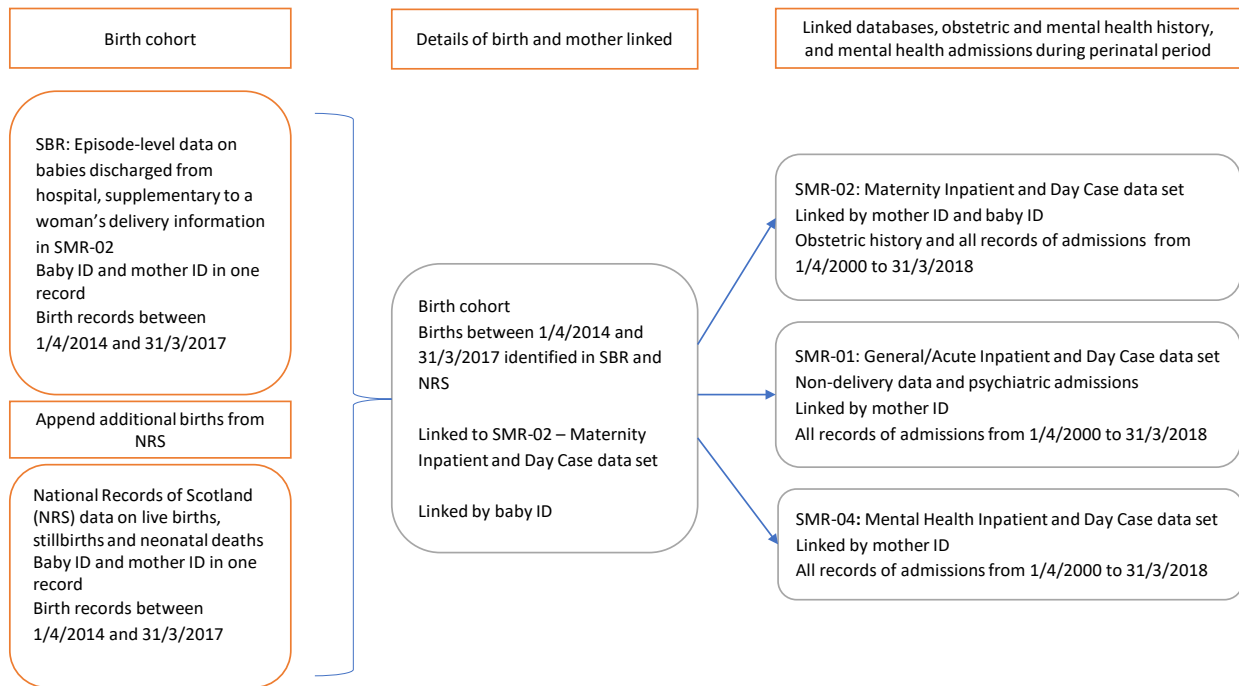 Birth cohort
SBR: Episode-level data on
babies discharged from
hospital, supplementary to a
woman’s delivery information
in SMR-02
Baby ID and mother ID in one
record
Birth records between
1/4/2014 and 31/3/2017
Append additional births from
NRS
National Records of Scotland
(NRS) data on live births,
stillbirths and neonatal deaths
Baby ID and mother ID in one
record
Birth records between
1/4/2014 and 31/3/2017
Details of birth and mother linked
Birth cohort
Births between 1/4/2014 and
31/3/2017 identified in SBR and
NRS
Linked to SMR-02 – Maternity
Inpatient and Day Case data set
Linked by baby ID
Linked databases, obstetric and mental health history,
and mental health admissions during perinatal period
SMR-02: Maternity Inpatient and Day Case data set
Linked by mother ID and baby ID
Obstetric history and all records of admissions from
1/4/2000 to 31/3/2018
SMR-01: General/Acute Inpatient and Day Case data set
Non-delivery data and psychiatric admissions
Linked by mother ID
All records of admissions from 1/4/2000 to 31/3/2018
SMR-04: Mental Health Inpatient and Day Case data set
Linked by mother ID
All records of admissions from 1/4/2000 to 31/3/2018